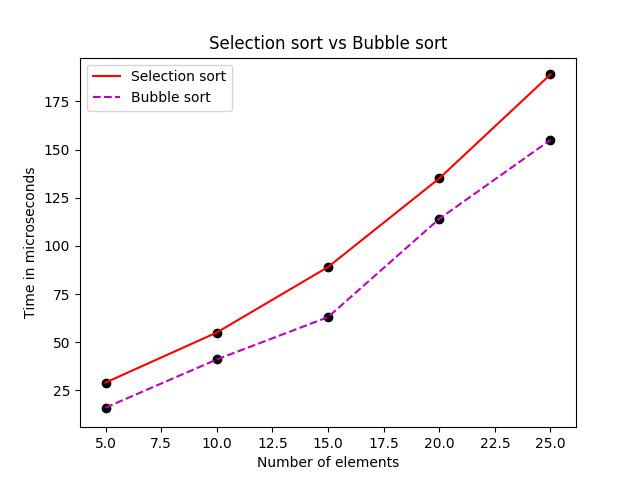 Selection sort vs Bubble sort
Selection sort
Bubble sort
175
150
125
100
75
50
25
Time in microseconds
5.0 7.5 10.0 12.5 15.0 17.5 20.0 22.5 25.0
Number of elements